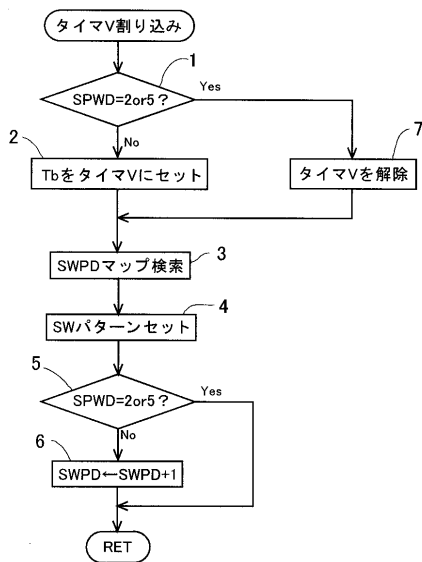 タイマV割り込み
1
SPWD=2or5？
Yes
No
2
TbをタイマVにセット
7
タイマVを解除
3
SWPDマップ検索
4
SWパターンセット
5
SPWD=2or5？
Yes
No
6
SWPD←SWPD+1
RET